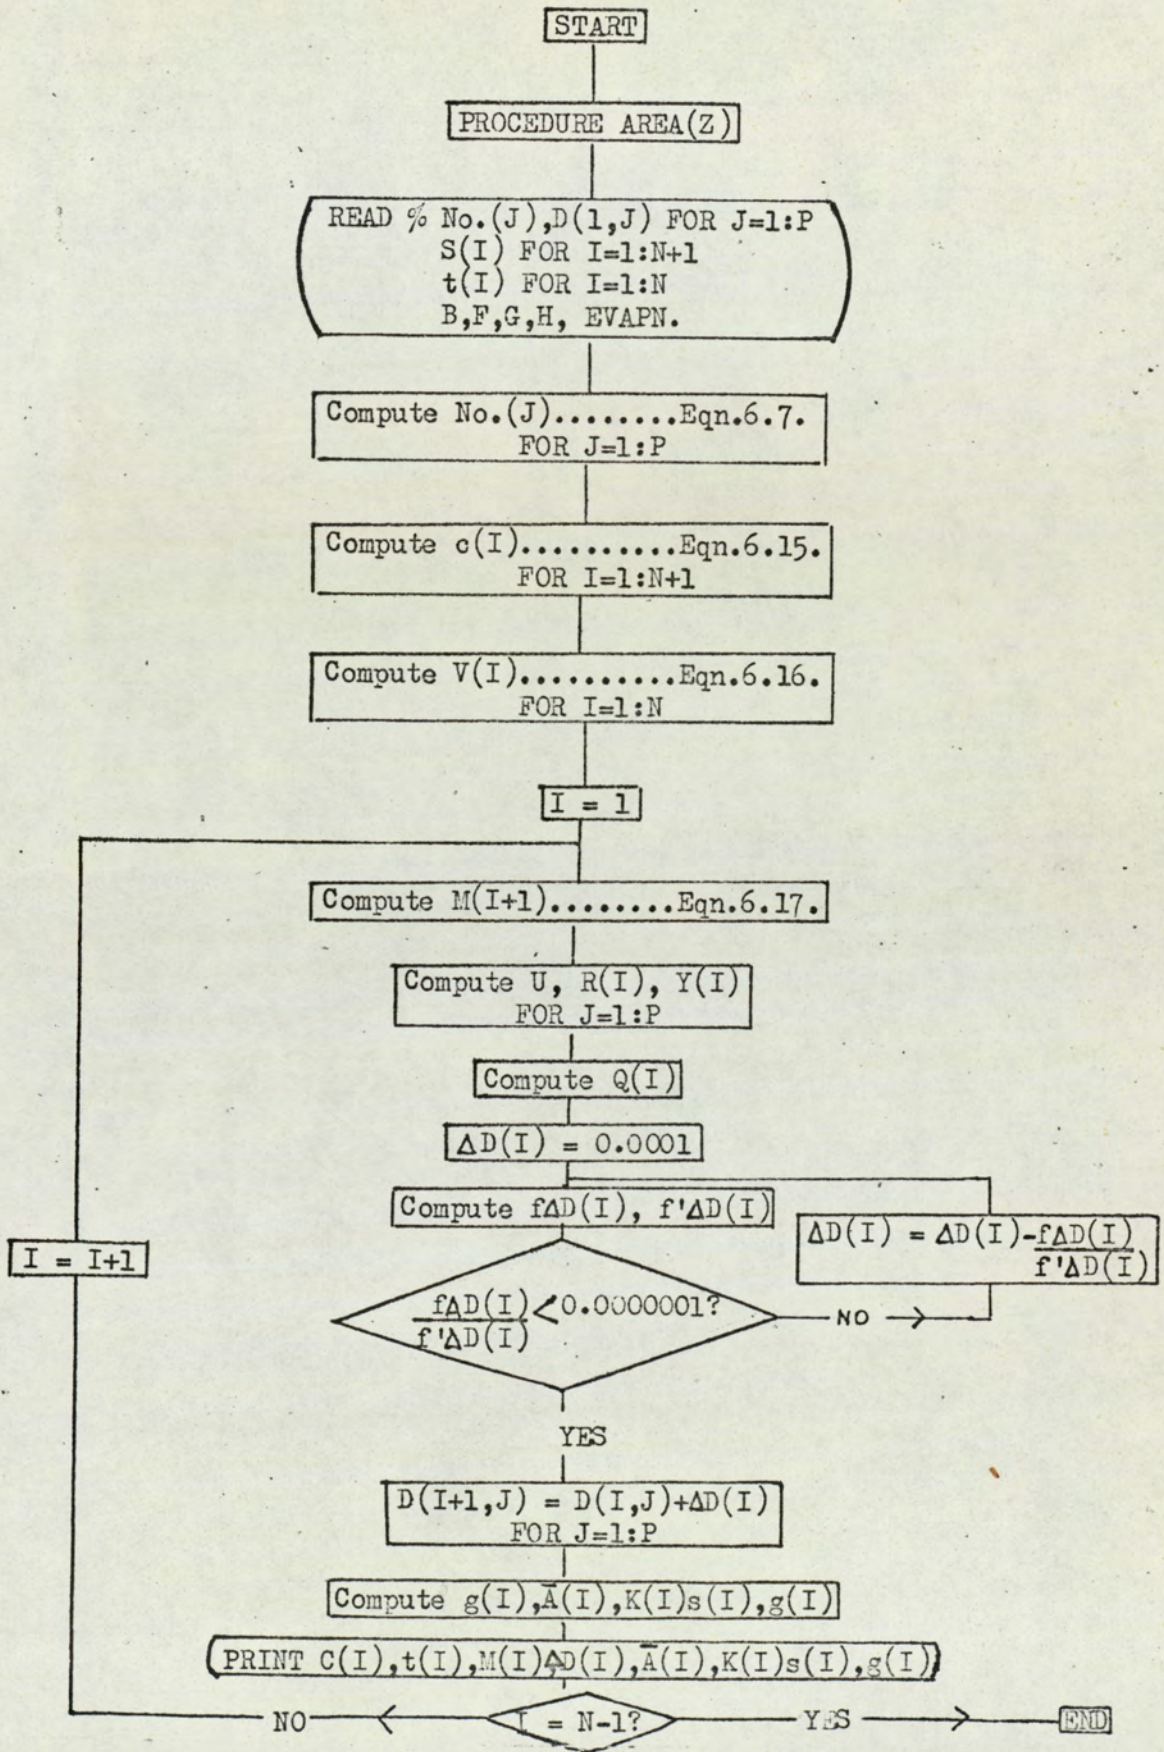 START
PROCEDURE AREA(Z)
READ % No.(J),D(1,J) FOR J=1:P
S(I) FOR I=1:N+1
t(I) FOR I=1:N
B,F,G,H, EVAPN.
Compute No.(J)........Eqn.6.7.
FOR J=1:P
Compute c(I)..........Eqn.6.15.
FOR I=1:N+1
Compute V(I)..........Eqn.6.16.
FOR I=1:N
I = 1
Compute M(I+1)........Eqn.6.17.
Compute U, R(I), Y(I)
FOR J=1:P
Compute Q(I)
ΔD(I) = 0.0001
Compute fΔD(I), f'ΔD(I)
ΔD(I) = ΔD(I)-fΔD(I)
f'ΔD(I)
I = I+1
fΔD(I) < 0.0000001?
f'ΔD(I)
NO
YES
D(I+1,J) = D(I,J)+ΔD(I)
FOR J=1:P
Compute g(I),Ā(I),K(I)s(I),g(I)
PRINT C(I),t(I),M(I)ΔD(I),Ā(I),K(I)s(I),g(I)
NO
I = N-1?
YES
END